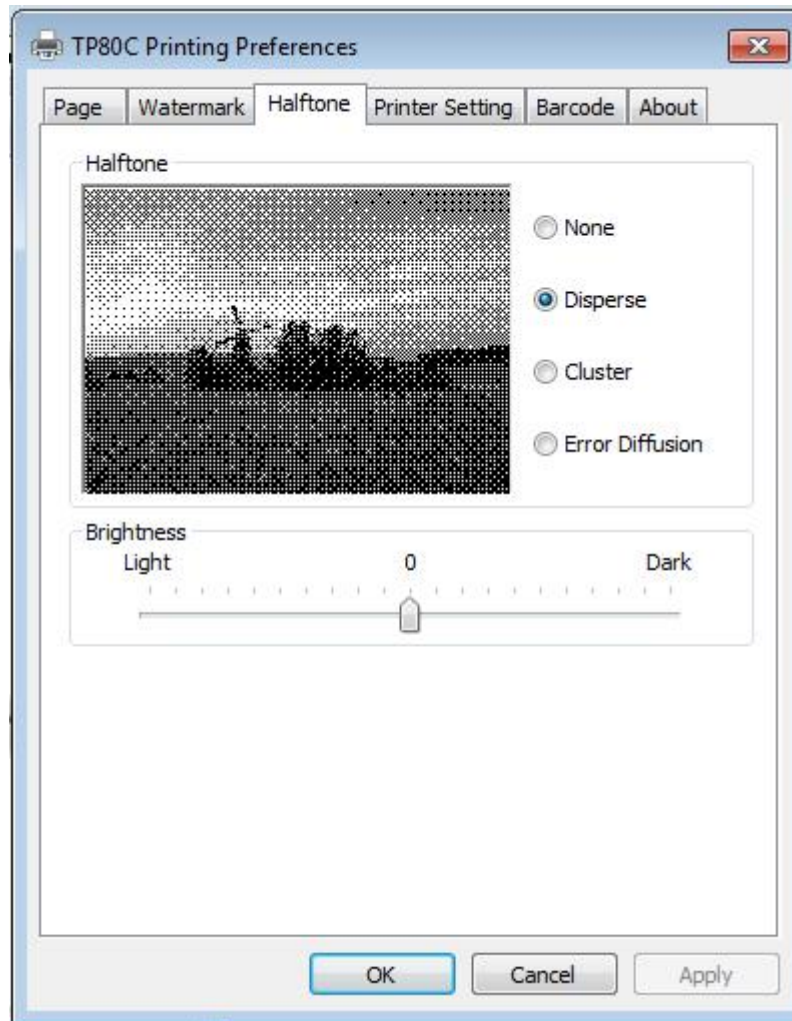 TP80C Printing Preferences
Page Watermark Halftone Printer Setting Barcode About
Halftone
None
Disperse
Cluster
Error Diffusion
Brightness
Light 0 Dark
OK Cancel Apply